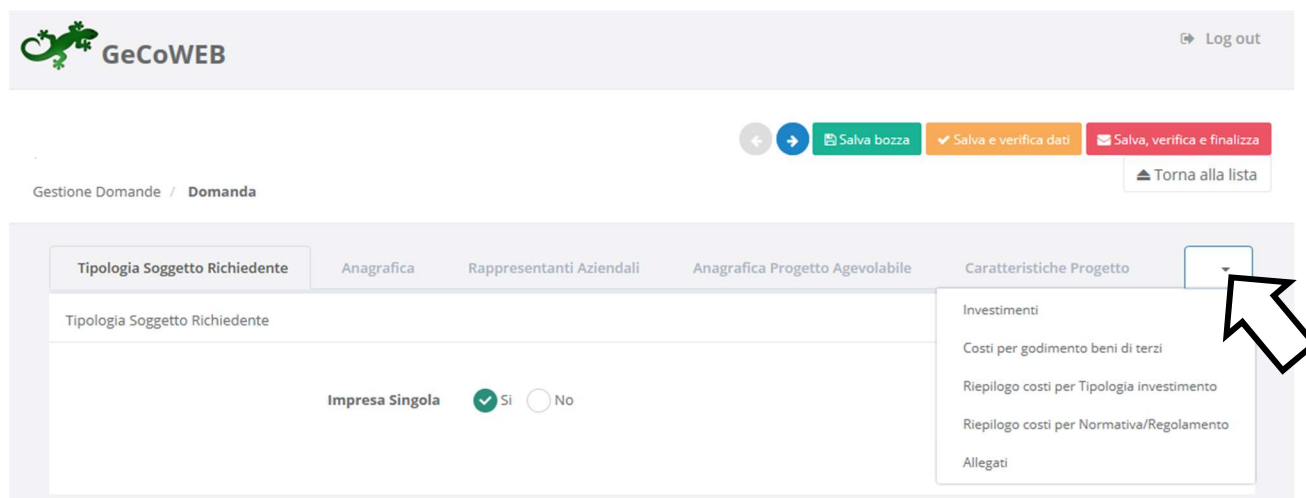 GeCoWEB
Log out
Salva bozza
Salva e verifica dati
Salva, verifica e finalizza
Torna alla lista
Gestione Domande / Domanda
Tipologia Soggetto Richiedente Anagrafica Rappresentanti Aziendali Anagrafica Progetto Agevolabile Caratteristiche Progetto
Tipologia Soggetto Richiedente
Impresa Singola Si No
Investimenti
Costi per godimento beni di terzi
Riepilogo costi per Tipologia investimento
Riepilogo costi per Normativa/Regolamento
Allegati